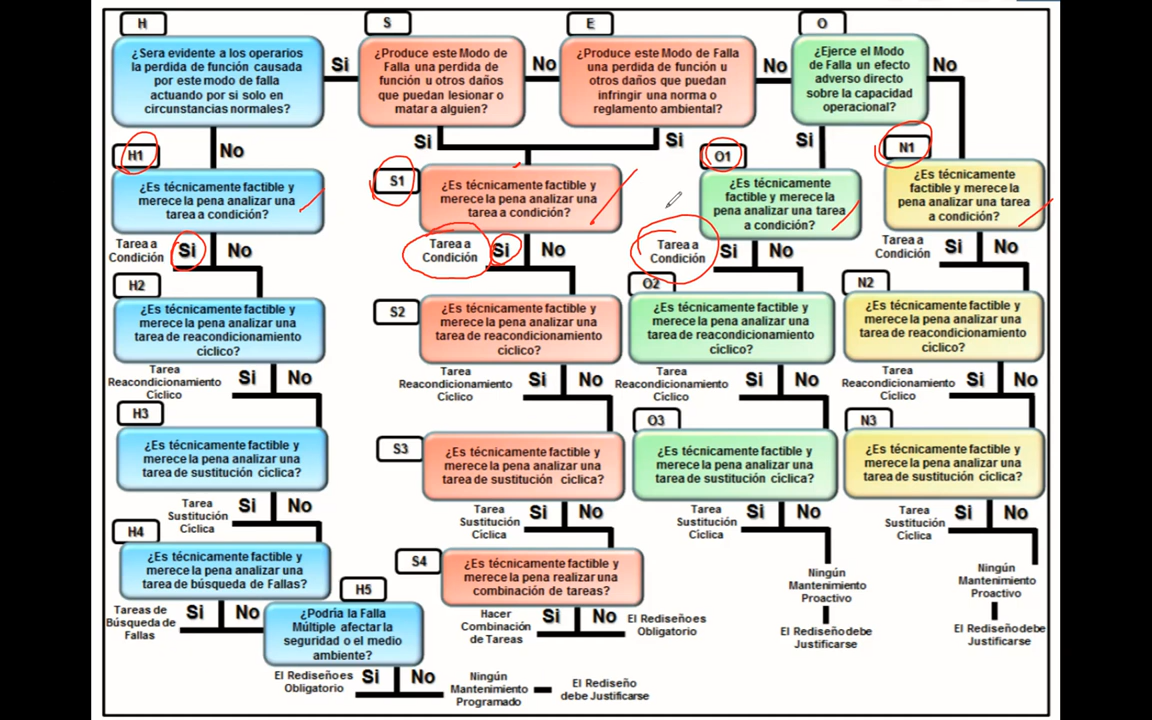 H
¿Sera evidente a los operarios
la perdida de función causada
por este modo de falla
actuando por si solo en
circunstancias normales?
Si
No
S
¿Produce este Modo de
Falla una perdida de
función u otros daños
que puedan lesionar o
matar a alguien?
No
Si
E
¿Produce este Modo de Falla
una perdida de función u
otros daños que puedan
infringir una norma o
reglamento ambiental?
No
Si
O
¿Ejerce el Modo
de Falla un efecto
adverso directo
sobre la capacidad
operacional?
No
Si
H1
¿Es técnicamente factible y
merece la pena analizar una
tarea a condición?
Tarea a
Condición
Si
No
S1
¿Es técnicamente factible y
merece la pena analizar una
tarea a condición?
Tarea a
Condición
Si
No
O1
¿Es técnicamente
factible y merece la
pena analizar una tarea
a condición?
Tarea a
Condición
Si
No
N1
¿Es técnicamente
factible y merece la
pena analizar una tarea
a condición?
Tarea a
Condición
Si
No
H2
¿Es técnicamente factible y
merece la pena analizar una
tarea de reacondicionamiento
cíclico?
Tarea
Reacondicionamiento
Cíclico
Si
No
S2
¿Es técnicamente factible y
merece la pena analizar una
tarea de reacondicionamiento
cíclico?
Tarea
Reacondicionamiento
Cíclico
Si
No
O2
¿Es técnicamente factible y
merece la pena analizar una
tarea de reacondicionamiento
cíclico?
Tarea
Reacondicionamiento
Cíclico
Si
No
N2
¿Es técnicamente factible y
merece la pena analizar una
tarea de reacondicionamiento
cíclico?
Tarea
Reacondicionamiento
Cíclico
Si
No
H3
¿Es técnicamente factible y
merece la pena analizar una
tarea de sustitución cíclica?
Tarea
Sustitución
Cíclica
Si
No
S3
¿Es técnicamente factible y
merece la pena analizar una
tarea de sustitución cíclica?
Tarea
Sustitución
Cíclica
Si
No
O3
¿Es técnicamente factible y
merece la pena analizar una
tarea de sustitución cíclica?
Tarea
Sustitución
Cíclica
Si
No
Ningún
Mantenimiento
Proactivo
El Rediseño debe
Justificarse
N3
¿Es técnicamente factible y
merece la pena analizar una
tarea de sustitución cíclica?
Tarea
Sustitución
Cíclica
Si
No
Ningún
Mantenimiento
Proactivo
El Rediseño debe
Justificarse
H4
¿Es técnicamente factible y
merece la pena analizar una
tarea de búsqueda de Fallas?
Tareas de
Búsqueda de
Fallas
Si
No
S4
¿Es técnicamente factible y
merece la pena realizar una
combinación de tareas?
Hacer
Combinación
de Tareas
Si
No
El Rediseño es
Obligatorio
H5
¿Podría la Falla
Múltiple afectar la
seguridad o el medio
ambiente?
El Rediseño es
Obligatorio
Si
No
Ningún
Mantenimiento
Programado
El Rediseño
debe Justificarse